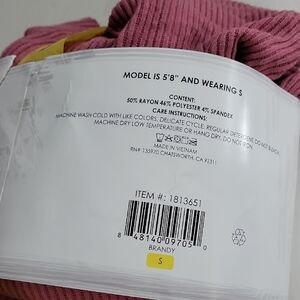 MODEL IS 5'8" AND WEARING S
CONTENT:
50% RAYON 46% POLYESTER 4% SPANDEX
CARE INSTRUCTIONS:
MACHINE WASH COLD WITH LIKE COLORS, DELICATE CYCLE, REGULAR DETERGENT, DO NOT BLEACH,
MACHINE DRY LOW TEMPERATURE OR HANG DRY, DO NOT IRON.
MADE IN VIETNAM
RN# 135970 CHATSWORTH, CA 91311
ITEM #: 1813651
8 48140 09705 0
BRANDY
S